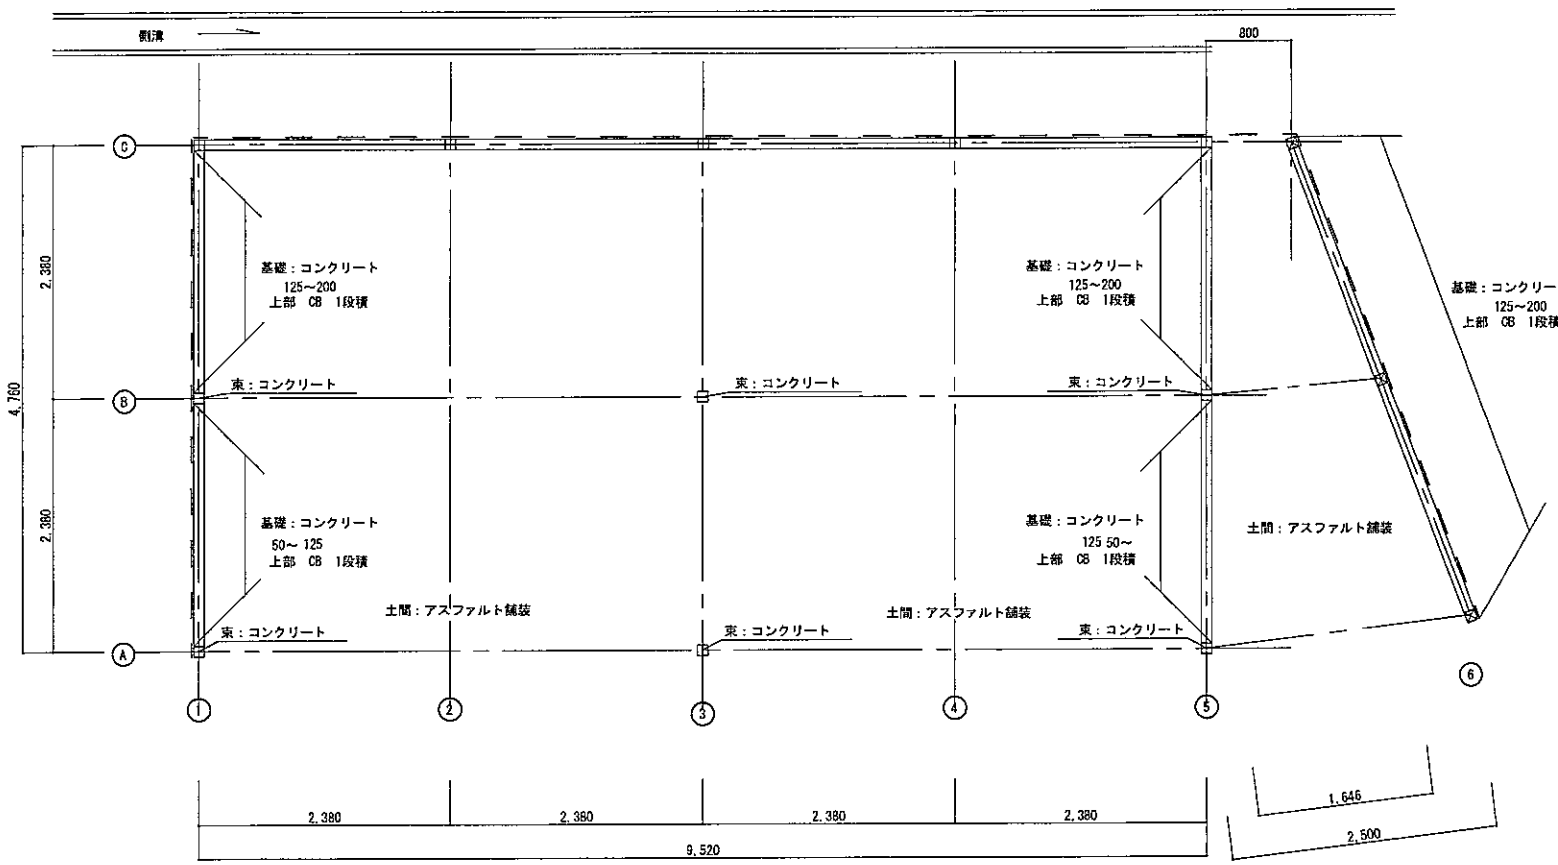 側溝
800
C
2,380
基礎：コンクリート
125〜200
上部 CB 1段積
基礎：コンクリート
125〜200
上部 CB 1段積
基礎：コンクリー
125〜200
上部 CB 1段積
4,760
B
束：コンクリート
束：コンクリート
束：コンクリート
2,380
基礎：コンクリート
50〜 125
上部 CB 1段積
基礎：コンクリート
125 50〜
上部 CB 1段積
土間：アスファルト舗装
土間：アスファルト舗装
土間：アスファルト舗装
A
束：コンクリート
束：コンクリート
束：コンクリート
1
2
3
4
5
6
2,380
2,380
2,380
2,380
1,646
2,500
9,520